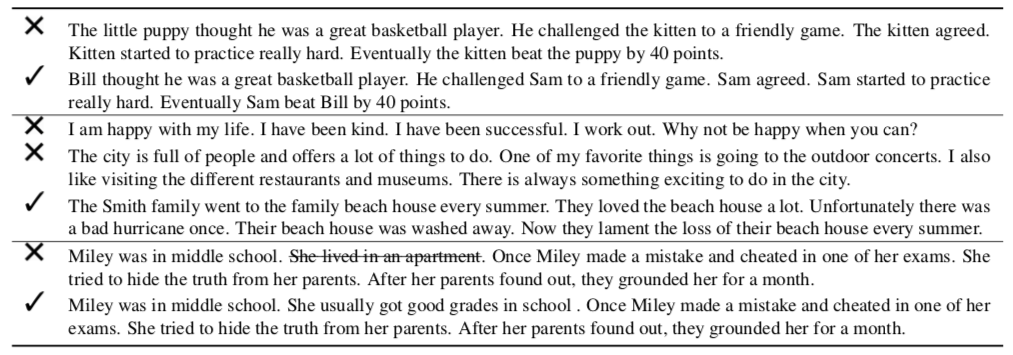 ✕ The little puppy thought he was a great basketball player. He challenged the kitten to a friendly game. The kitten agreed.
Kitten started to practice really hard. Eventually the kitten beat the puppy by 40 points.
✓ Bill thought he was a great basketball player. He challenged Sam to a friendly game. Sam agreed. Sam started to practice
really hard. Eventually Sam beat Bill by 40 points.
✕ I am happy with my life. I have been kind. I have been successful. I work out. Why not be happy when you can?
✕ The city is full of people and offers a lot of things to do. One of my favorite things is going to the outdoor concerts. I also
like visiting the different restaurants and museums. There is always something exciting to do in the city.
✓ The Smith family went to the family beach house every summer. They loved the beach house a lot. Unfortunately there was
a bad hurricane once. Their beach house was washed away. Now they lament the loss of their beach house every summer.
✕ Miley was in middle school. She lived in an apartment. Once Miley made a mistake and cheated in one of her exams. She
tried to hide the truth from her parents. After her parents found out, they grounded her for a month.
✓ Miley was in middle school. She usually got good grades in school . Once Miley made a mistake and cheated in one of her
exams. She tried to hide the truth from her parents. After her parents found out, they grounded her for a month.